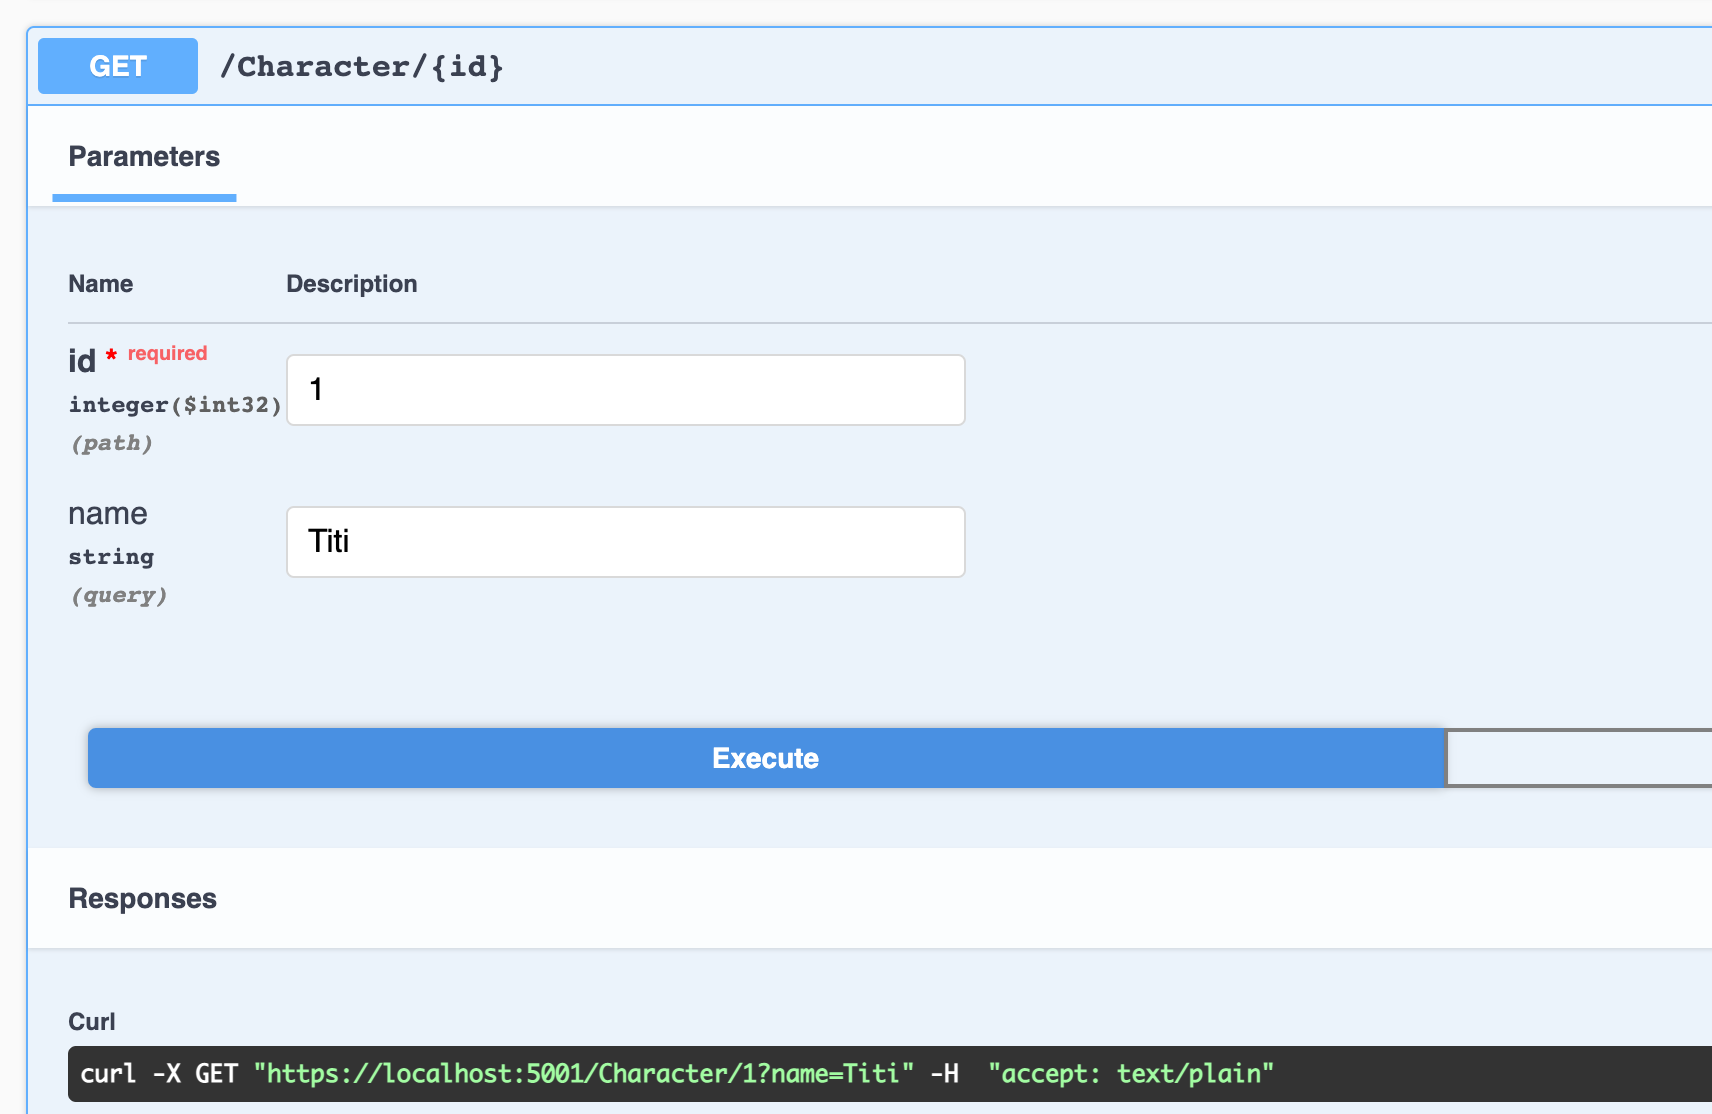 GET /Character/{id}
Parameters
Name Description
id * required
integer($int32)
(path)
1
name
string
(query)
Titi
Execute
Responses
Curl
curl -X GET "https://localhost:5001/Character/1?name=Titi" -H  "accept: text/plain"